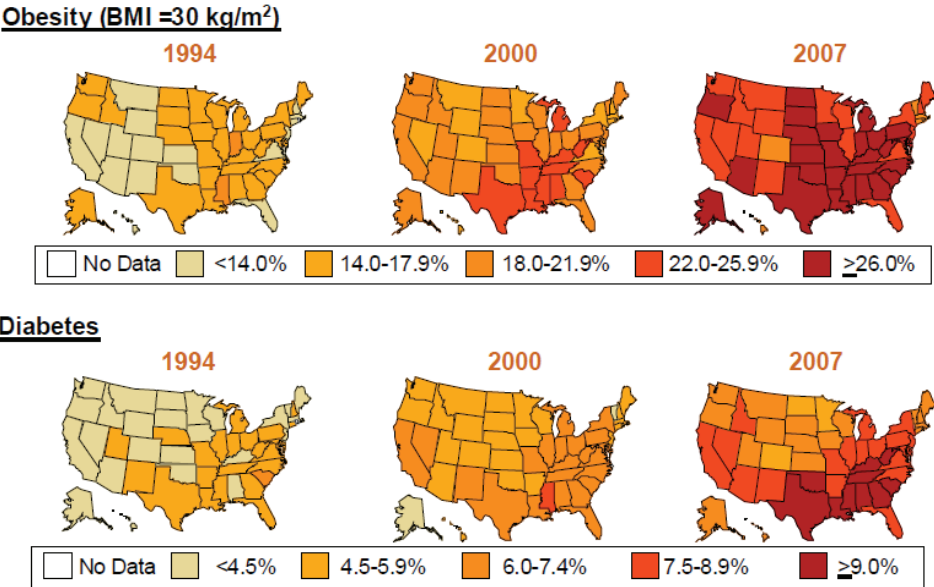 Obesity (BMI =30 kg/m²)
1994 2000 2007
No Data <14.0% 14.0-17.9% 18.0-21.9% 22.0-25.9% ≥26.0%
Diabetes
1994 2000 2007
No Data <4.5% 4.5-5.9% 6.0-7.4% 7.5-8.9% ≥9.0%